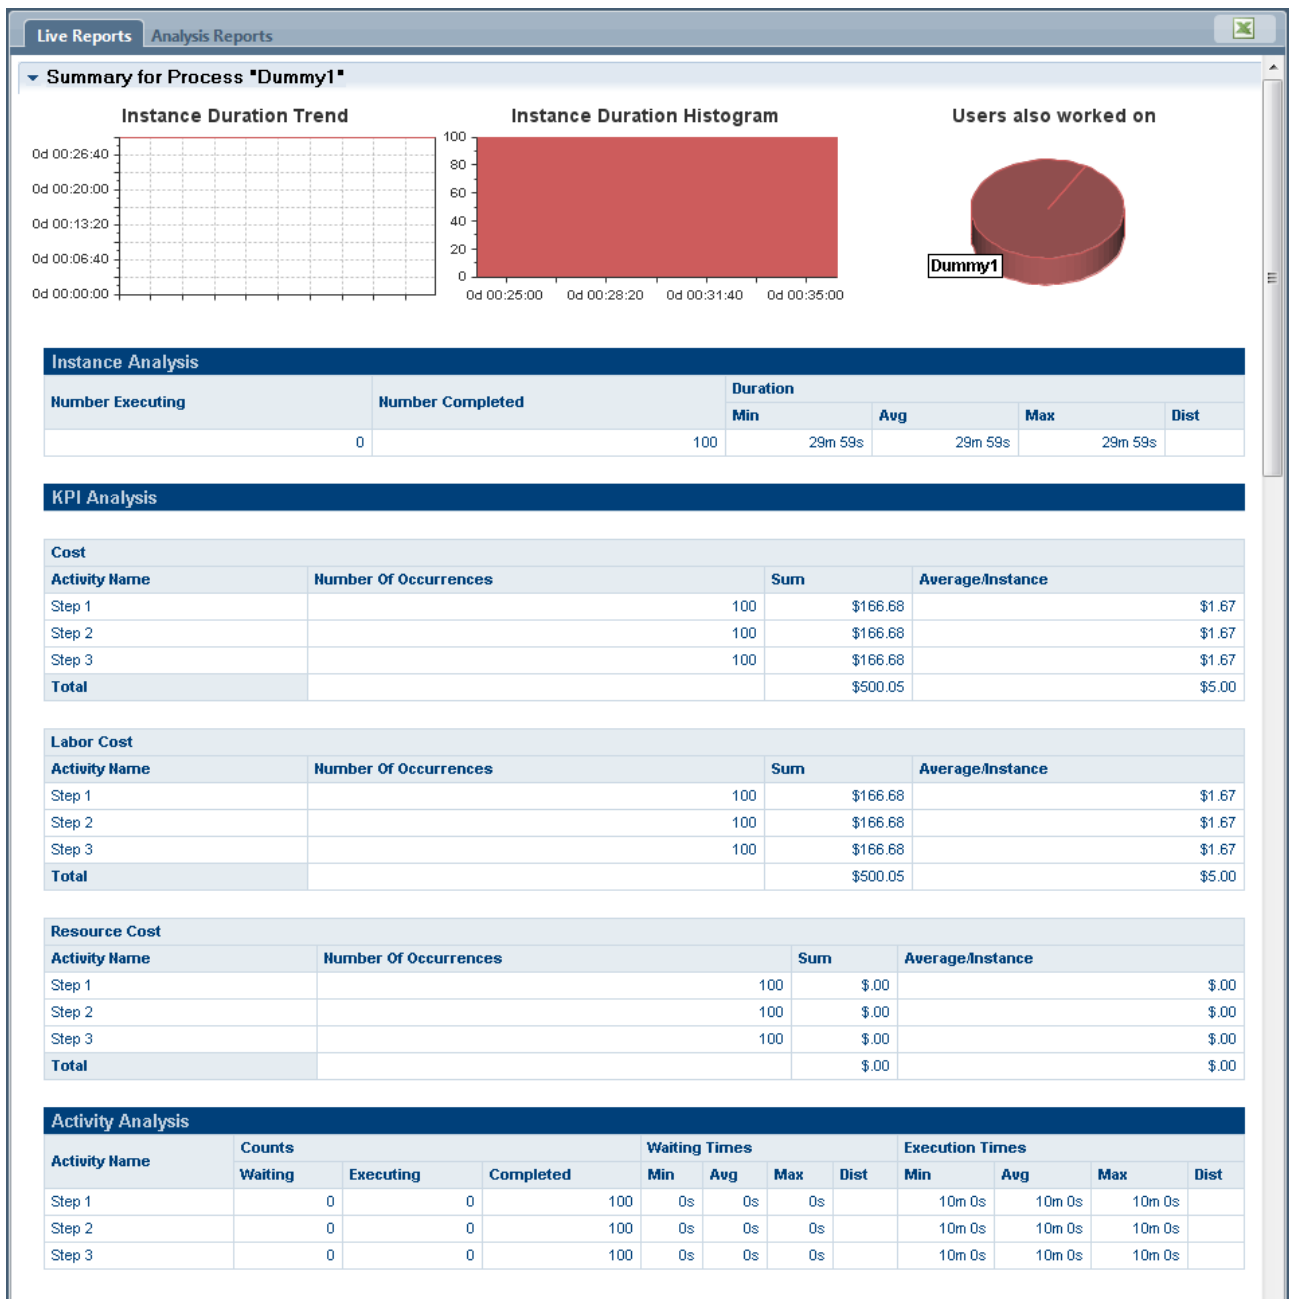 Live Reports Analysis Reports
Summary for Process "Dummy1"
Instance Duration Trend
0d 00:26:40
0d 00:20:00
0d 00:13:20
0d 00:06:40
0d 00:00:00
Instance Duration Histogram
100
80
60
40
20
0
0d 00:25:00 0d 00:28:20 0d 00:31:40 0d 00:35:00
Users also worked on
Dummy1
Instance Analysis
Number Executing Number Completed Duration
Min Avg Max Dist
0 100 29m 59s 29m 59s 29m 59s
KPI Analysis
Cost
Activity Name Number Of Occurrences Sum Average/Instance
Step 1 100 $166.68 $1.67
Step 2 100 $166.68 $1.67
Step 3 100 $166.68 $1.67
Total $500.05 $5.00
Labor Cost
Activity Name Number Of Occurrences Sum Average/Instance
Step 1 100 $166.68 $1.67
Step 2 100 $166.68 $1.67
Step 3 100 $166.68 $1.67
Total $500.05 $5.00
Resource Cost
Activity Name Number Of Occurrences Sum Average/Instance
Step 1 100 $.00 $.00
Step 2 100 $.00 $.00
Step 3 100 $.00 $.00
Total $.00 $.00
Activity Analysis
Activity Name Counts Waiting Times Execution Times
Waiting Executing Completed Min Avg Max Dist Min Avg Max Dist
Step 1 0 0 100 0s 0s 0s 10m 0s 10m 0s 10m 0s
Step 2 0 0 100 0s 0s 0s 10m 0s 10m 0s 10m 0s
Step 3 0 0 100 0s 0s 0s 10m 0s 10m 0s 10m 0s